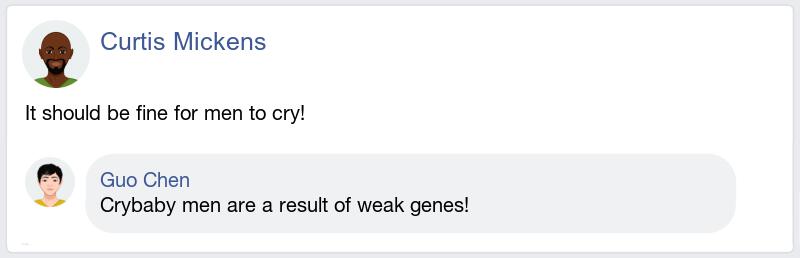 Curtis Mickens
It should be fine for men to cry!
Guo Chen
Crybaby men are a result of weak genes!